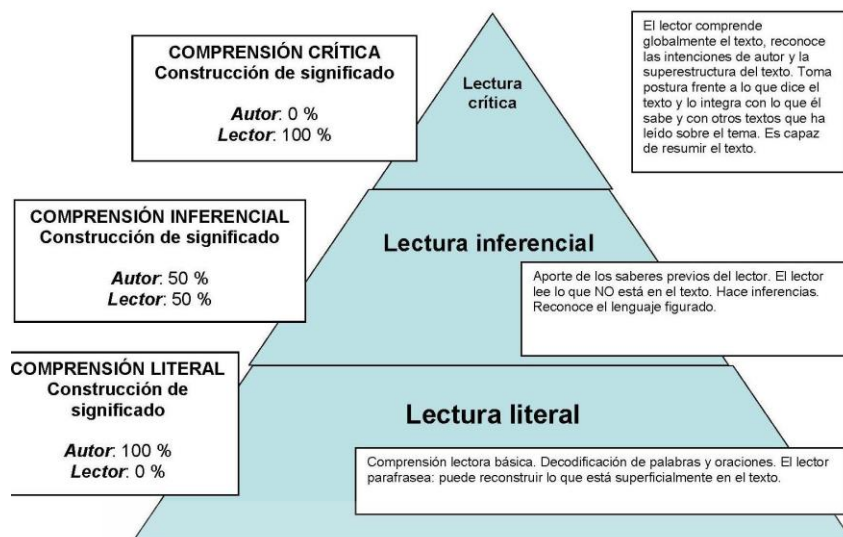 COMPRENSIÓN CRÍTICA
Construcción de significado
Autor: 0 %
Lector: 100 %
Lectura
crítica
El lector comprende
globalmente el texto, reconoce
las intenciones de autor y la
superestructura del texto. Toma
postura frente a lo que dice el
texto y lo integra con lo que él
sabe y con otros textos que ha
leído sobre el tema. Es capaz
de resumir el texto.
COMPRENSIÓN INFERENCIAL
Construcción de significado
Autor: 50 %
Lector: 50 %
Lectura inferencial
Aporte de los saberes previos del lector. El lector
lee lo que NO está en el texto. Hace inferencias.
Reconoce el lenguaje figurado.
COMPRENSIÓN LITERAL
Construcción de
significado
Autor: 100 %
Lector: 0 %
Lectura literal
Comprensión lectora básica. Decodificación de palabras y oraciones. El lector
parafrasea: puede reconstruir lo que está superficialmente en el texto.